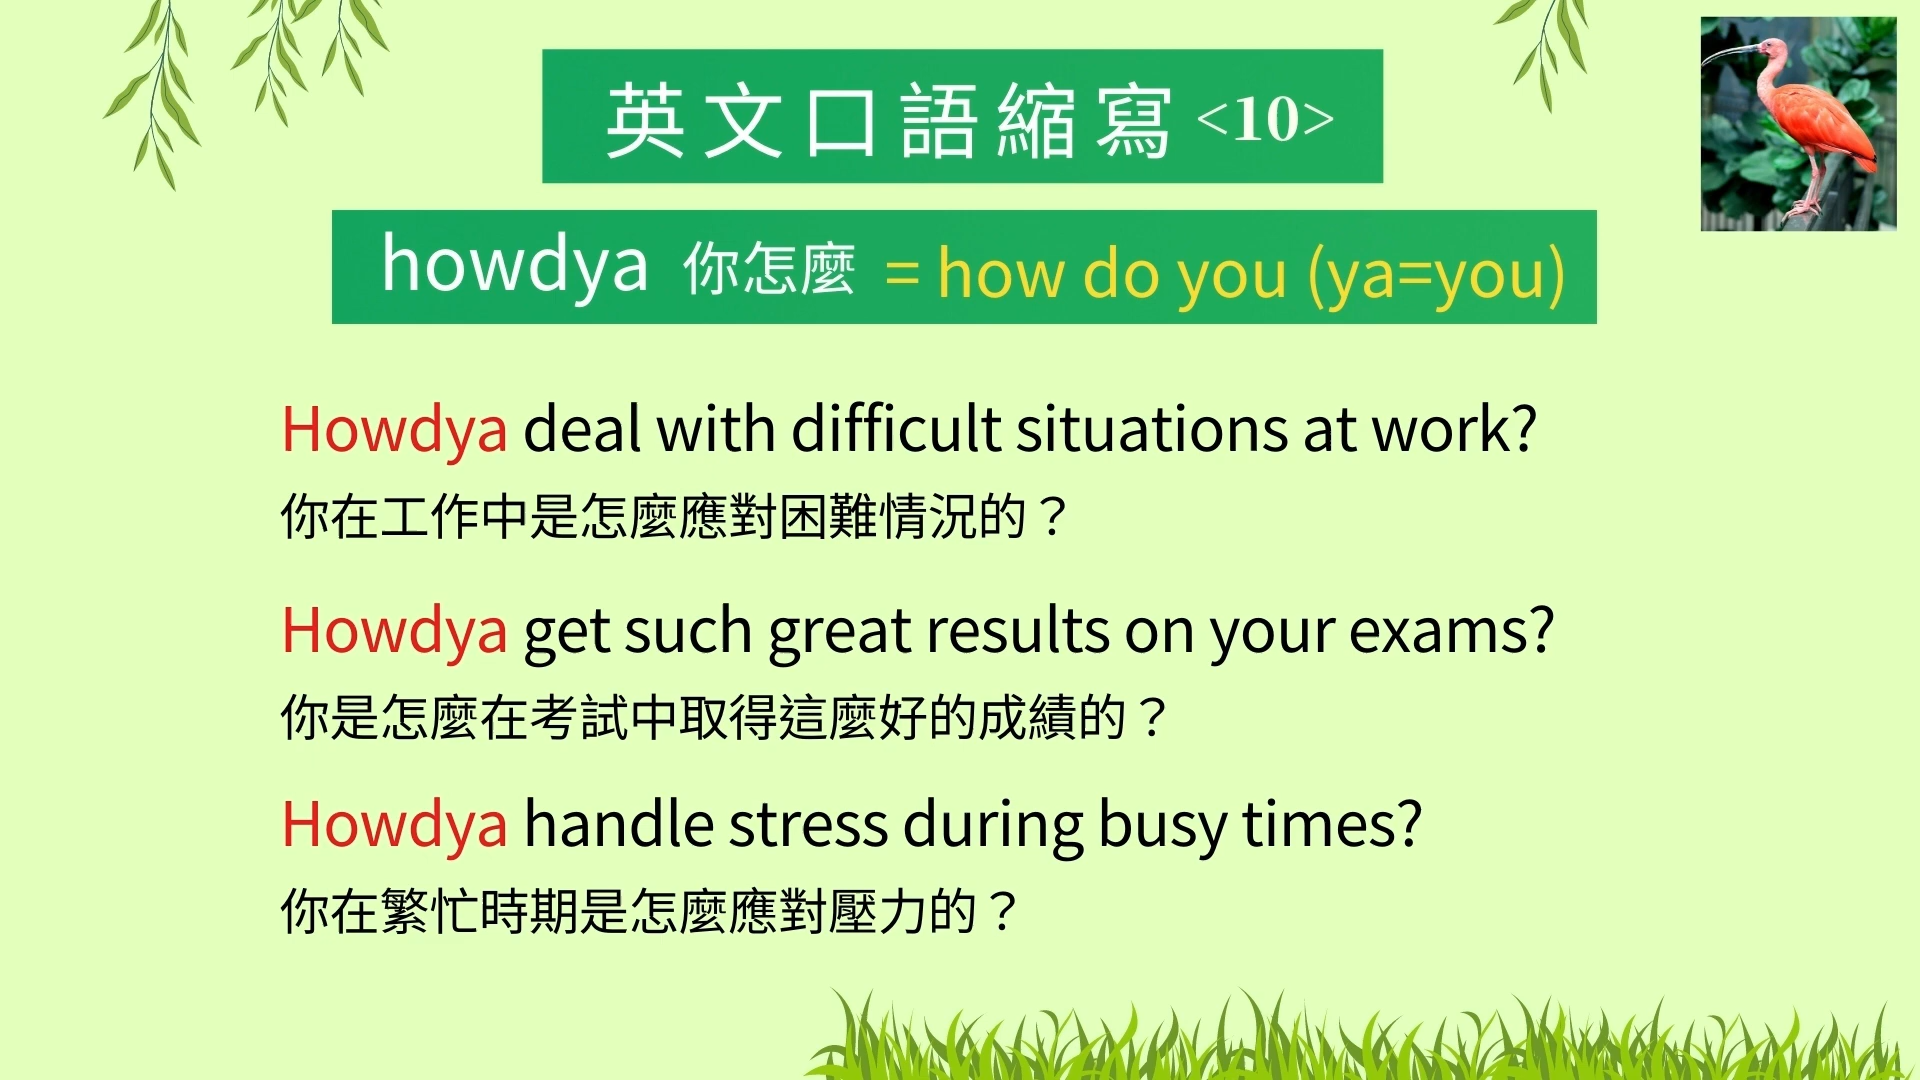 英文口語縮寫<10>
howdya 你怎麼 = how do you (ya=you)
Howdya deal with difficult situations at work?
你在工作中是怎麼應對困難情況的？
Howdya get such great results on your exams?
你是怎麼在考試中取得這麼好的成績的？
Howdya handle stress during busy times?
你在繁忙時期是怎麼應對壓力的？